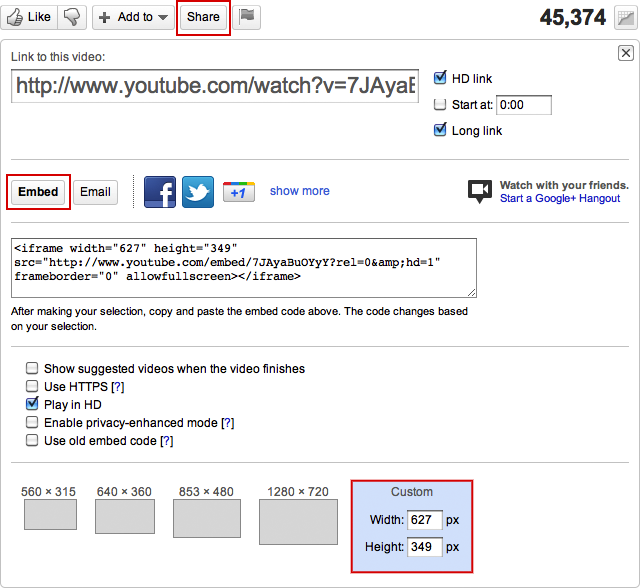 Like Add to Share 45,374
Link to this video:
http://www.youtube.com/watch?v=7JAyaB
HD link
Start at: 0:00
Long link
Embed Email f +1 show more
Watch with your friends.
Start a Google+ Hangout
<iframe width="627" height="349"
src="http://www.youtube.com/embed/7JAyaBuOYyY?rel=0&amp;hd=1"
frameborder="0" allowfullscreen></iframe>
After making your selection, copy and paste the embed code above. The code changes based
on your selection.
Show suggested videos when the video finishes
Use HTTPS [?]
Play in HD
Enable privacy-enhanced mode [?]
Use old embed code [?]
560 × 315 640 × 360 853 × 480 1280 × 720 Custom
Width: 627 px
Height: 349 px